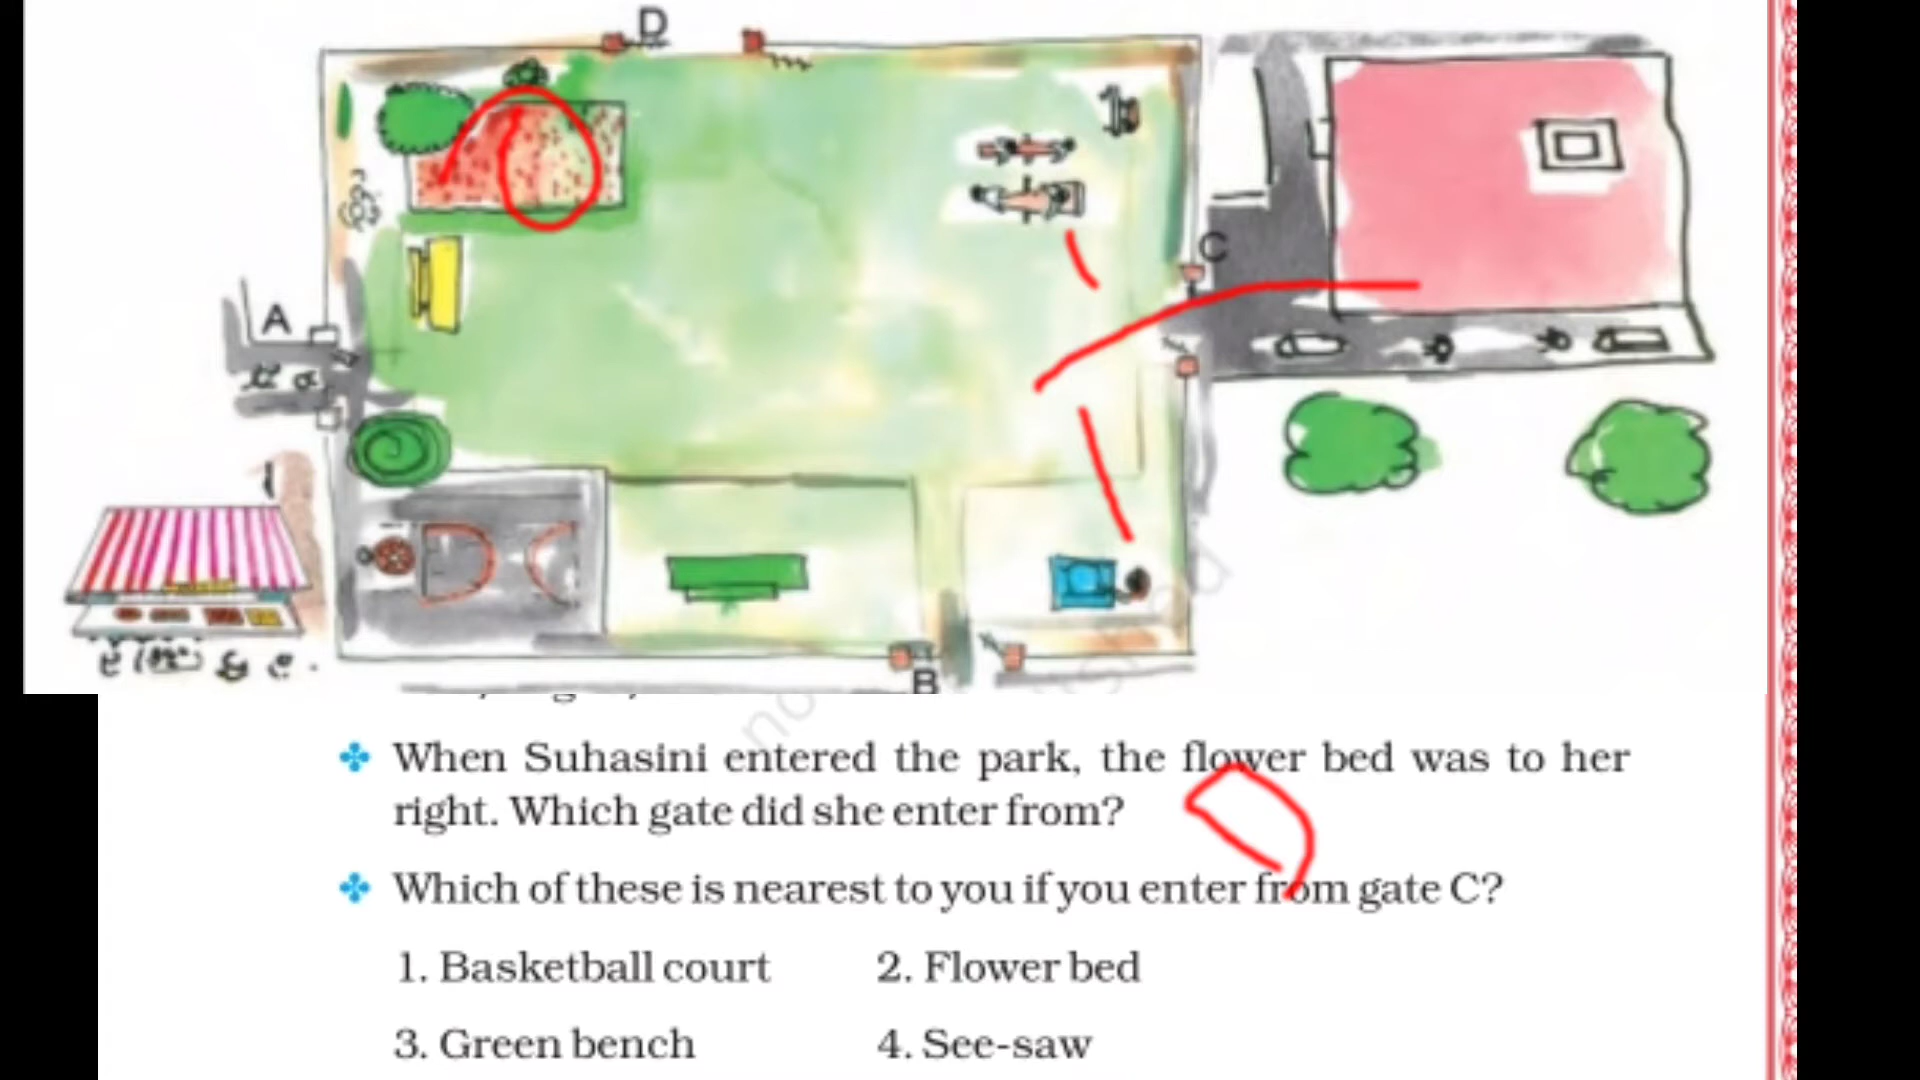 D
C
A
B
When Suhasini entered the park, the flower bed was to her
right. Which gate did she enter from?
Which of these is nearest to you if you enter from gate C?
1. Basketball court 2. Flower bed
3. Green bench 4. See-saw